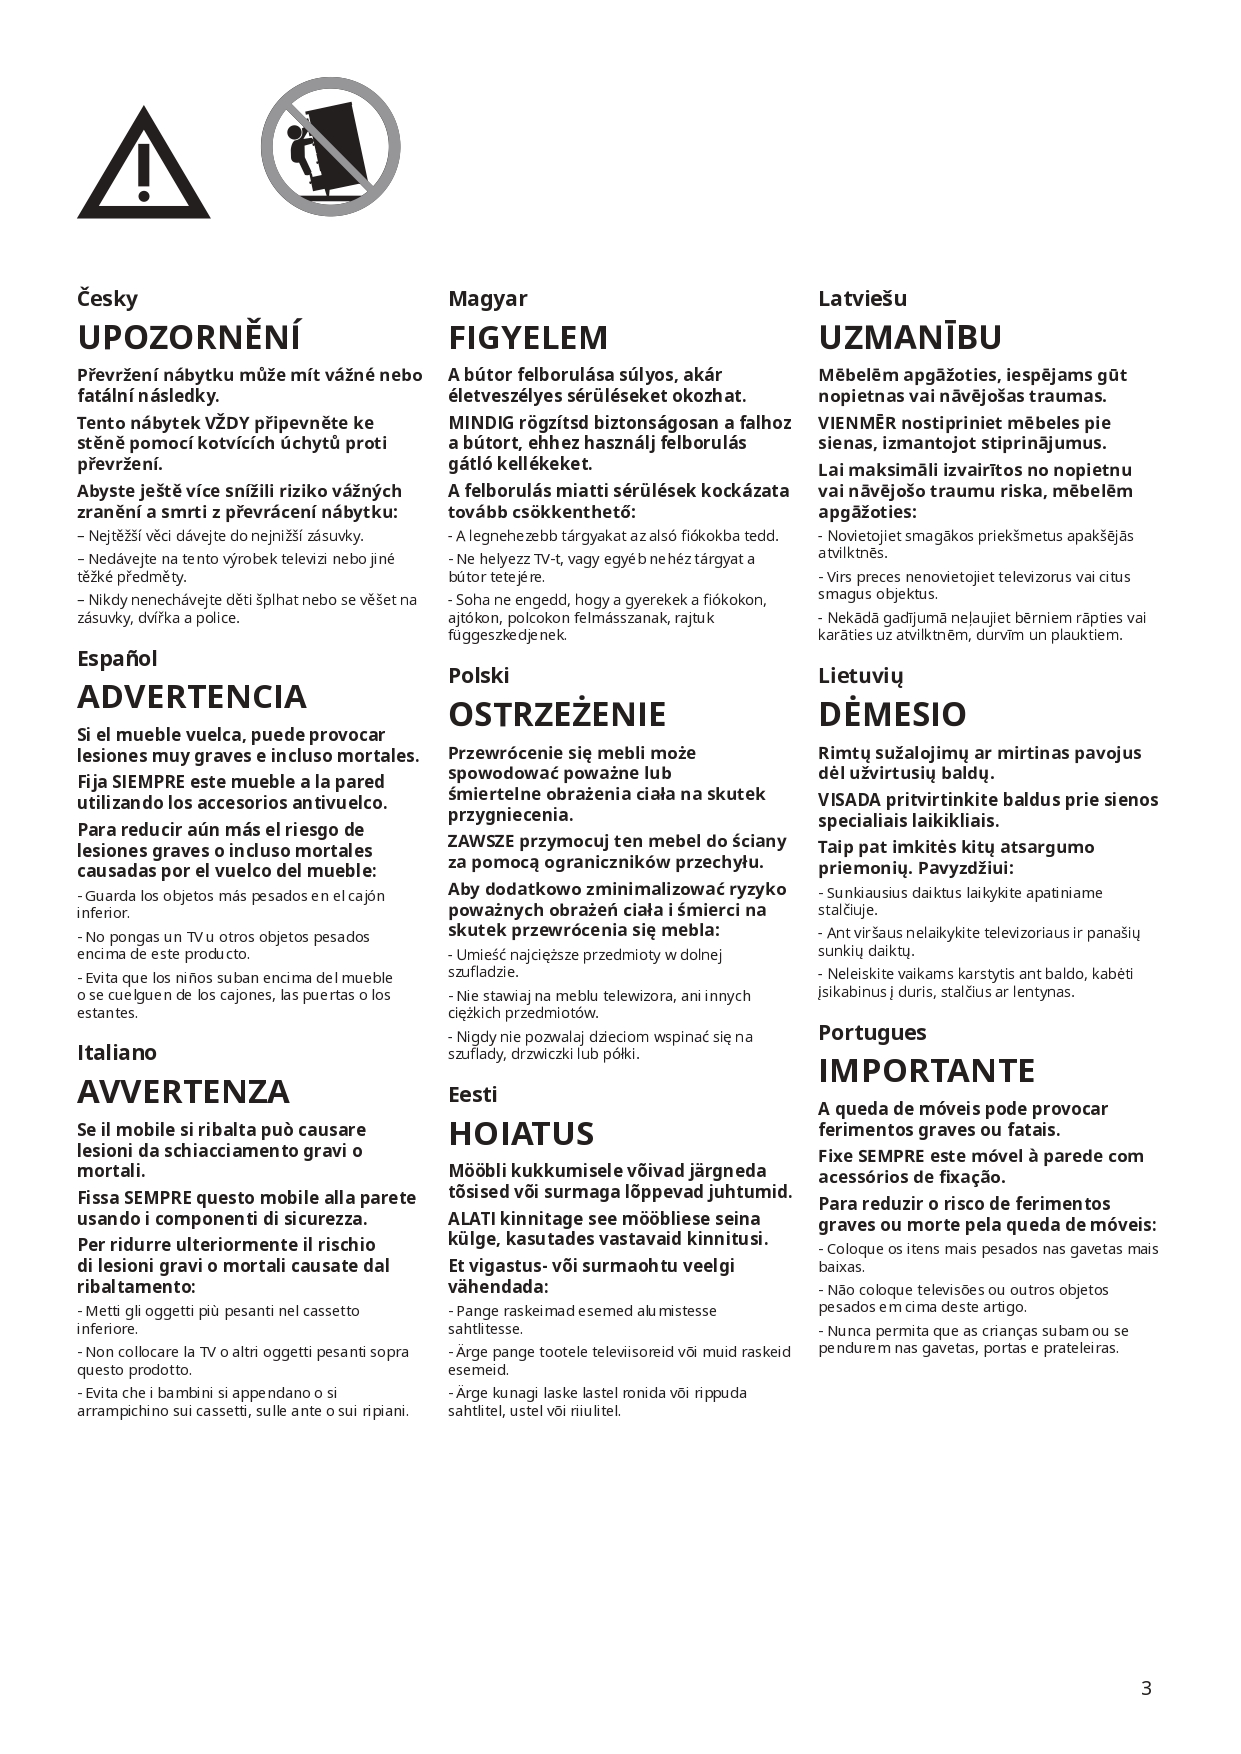 Česky
UPOZORNĚNÍ
Převržení nábytku může mít vážné nebo
fatální následky.
Tento nábytek VŽDY připevněte ke
stěně pomocí kotvících úchytů proti
převržení.
Abyste ještě více snížili riziko vážných
zranění a smrti z převrácení nábytku:
– Nejtěžší věci dávejte do nejnižší zásuvky.
– Nedávejte na tento výrobek televizi nebo jiné
těžké předměty.
– Nikdy nenechávejte děti šplhat nebo se věšet na
zásuvky, dvířka a police.
Español
ADVERTENCIA
Si el mueble vuelca, puede provocar
lesiones muy graves e incluso mortales.
Fija SIEMPRE este mueble a la pared
utilizando los accesorios antivuelco.
Para reducir aún más el riesgo de
lesiones graves o incluso mortales
causadas por el vuelco del mueble:
- Guarda los objetos más pesados en el cajón
inferior.
- No pongas un TV u otros objetos pesados
encima de este producto.
- Evita que los niños suban encima del mueble
o se cuelguen de los cajones, las puertas o los
estantes.
Italiano
AVVERTENZA
Se il mobile si ribalta può causare
lesioni da schiacciamento gravi o
mortali.
Fissa SEMPRE questo mobile alla parete
usando i componenti di sicurezza.
Per ridurre ulteriormente il rischio
di lesioni gravi o mortali causate dal
ribaltamento:
- Metti gli oggetti più pesanti nel cassetto
inferiore.
- Non collocare la TV o altri oggetti pesanti sopra
questo prodotto.
- Evita che i bambini si appendano o si
arrampichino sui cassetti, sulle ante o sui ripiani.
Magyar
FIGYELEM
A bútor felborulása súlyos, akár
életveszélyes sérüléseket okozhat.
MINDIG rögzítsd biztonságosan a falhoz
a bútort, ehhez használj felborulás
gátló kellékeket.
A felborulás miatti sérülések kockázata
tovább csökkenthető:
- A legnehezebb tárgyakat az alsó fiókokba tedd.
- Ne helyezz TV-t, vagy egyéb nehéz tárgyat a
bútor tetejére.
- Soha ne engedd, hogy a gyerekek a fiókokon,
ajtókon, polcokon felmásszanak, rajtuk
függeszkedjenek.
Polski
OSTRZEŻENIE
Przewrócenie się mebli może
spowodować poważne lub
śmiertelne obrażenia ciała na skutek
przygniecenia.
ZAWSZE przymocuj ten mebel do ściany
za pomocą ograniczników przechyłu.
Aby dodatkowo zminimalizować ryzyko
poważnych obrażeń ciała i śmierci na
skutek przewrócenia się mebla:
- Umieść najcięższe przedmioty w dolnej
szufladzie.
- Nie stawiaj na meblu telewizora, ani innych
ciężkich przedmiotów.
- Nigdy nie pozwalaj dzieciom wspinać się na
szuflady, drzwiczki lub półki.
Eesti
HOIATUS
Mööbli kukkumisele võivad järgneda
tõsised või surmaga lõppevad juhtumid.
ALATI kinnitage see mööbliese seina
külge, kasutades vastavaid kinnitusi.
Et vigastus- või surmaohtu veelgi
vähendada:
- Pange raskeimad esemed alumistesse
sahtlitesse.
- Ärge pange tootele televiisoreid või muid raskeid
esemeid.
- Ärge kunagi laske lastel ronida või rippuda
sahtlitel, ustel või riiulitel.
Latviešu
UZMANĪBU
Mēbelēm apgāžoties, iespējams gūt
nopietnas vai nāvējošas traumas.
VIENMĒR nostipriniet mēbeles pie
sienas, izmantojot stiprinājumus.
Lai maksimāli izvairītos no nopietnu
vai nāvējošo traumu riska, mēbelēm
apgāžoties:
- Novietojiet smagākos priekšmetus apakšējās
atvilktnēs.
- Virs preces nenovietojiet televizorus vai citus
smagus objektus.
- Nekādā gadījumā neļaujiet bērniem rāpties vai
karāties uz atvilktnēm, durvīm un plauktiem.
Lietuvių
DĖMESIO
Rimtų sužalojimų ar mirtinas pavojus
dėl užvirtusių baldų.
VISADA pritvirtinkite baldus prie sienos
specialiais laikikliais.
Taip pat imkitės kitų atsargumo
priemonių. Pavyzdžiui:
- Sunkiausius daiktus laikykite apatiniame
stalčiuje.
- Ant viršaus nelaikykite televizoriaus ir panašių
sunkių daiktų.
- Neleiskite vaikams karstytis ant baldo, kabėti
įsikabinus į duris, stalčius ar lentynas.
Portugues
IMPORTANTE
A queda de móveis pode provocar
ferimentos graves ou fatais.
Fixe SEMPRE este móvel à parede com
acessórios de fixação.
Para reduzir o risco de ferimentos
graves ou morte pela queda de móveis:
- Coloque os itens mais pesados nas gavetas mais
baixas.
- Não coloque televisões ou outros objetos
pesados em cima deste artigo.
- Nunca permita que as crianças subam ou se
pendurem nas gavetas, portas e prateleiras.
3